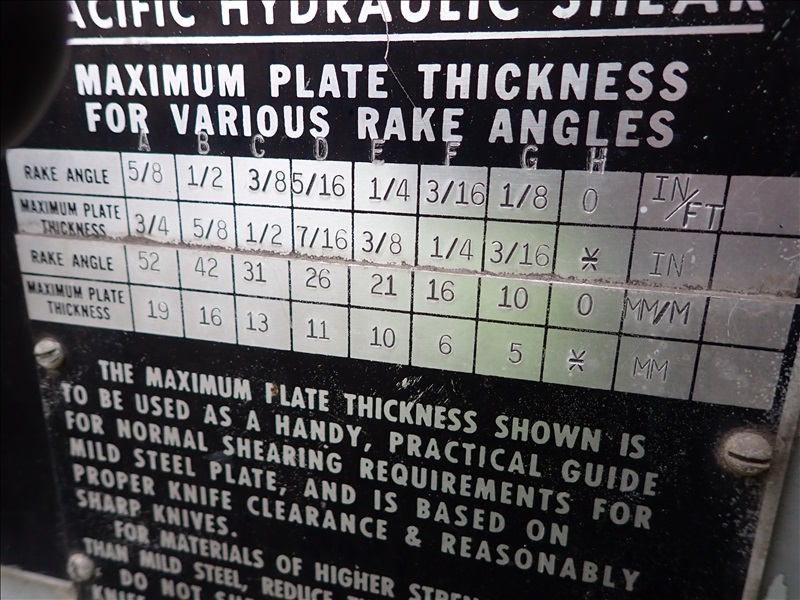 PACIFIC HYDRAULIC SHEAR
MAXIMUM PLATE THICKNESS
FOR VARIOUS RAKE ANGLES
A B C D E F G H
RAKE ANGLE 5/8 1/2 3/8 5/16 1/4 3/16 1/8 0 IN/FT
MAXIMUM PLATE THICKNESS 3/4 5/8 1/2 7/16 3/8 1/4 3/16 * IN
RAKE ANGLE 52 42 31 26 21 16 10 0 MM/M
MAXIMUM PLATE THICKNESS 19 16 13 11 10 6 5 * MM
THE MAXIMUM PLATE THICKNESS SHOWN IS
TO BE USED AS A HANDY, PRACTICAL GUIDE
FOR NORMAL SHEARING REQUIREMENTS FOR
MILD STEEL PLATE, AND IS BASED ON
PROPER KNIFE CLEARANCE & REASONABLY
SHARP KNIVES.
FOR MATERIALS OF HIGHER
THAN MILD STEEL, REDUCE
DO NOT